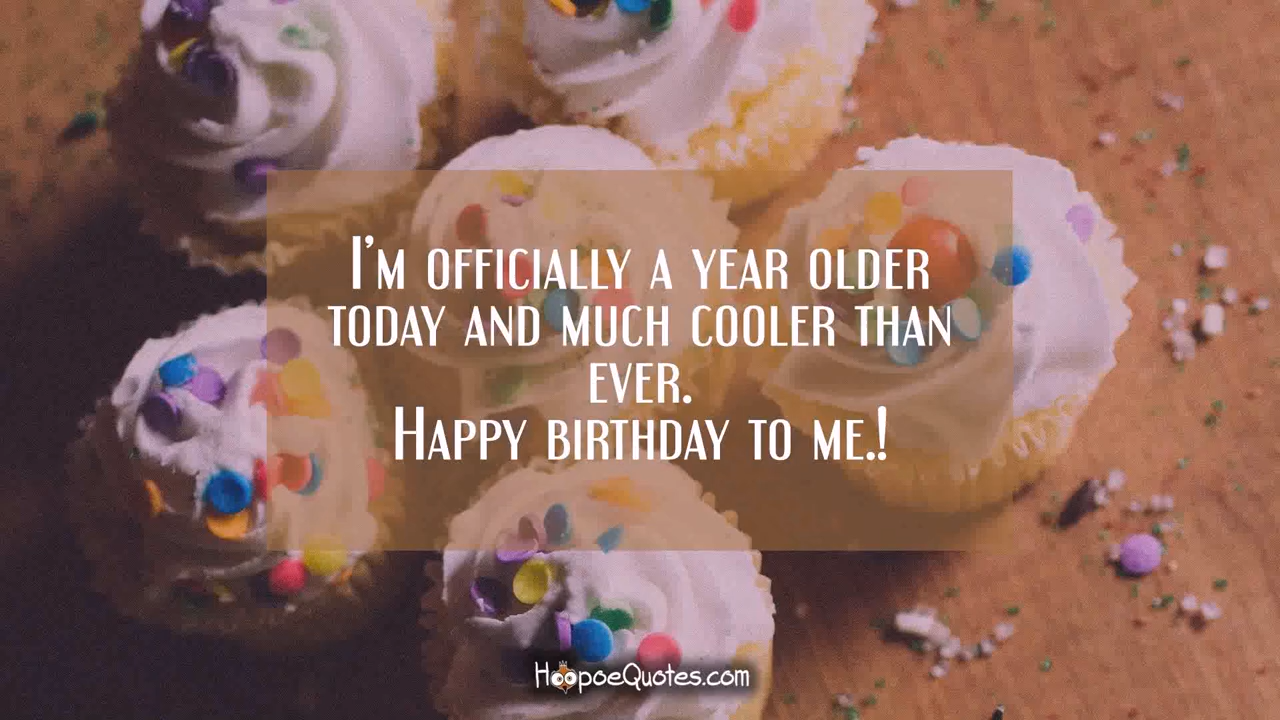 I’m officially a year older
today and much cooler than
ever.
Happy birthday to me.!
HoopoeQuotes.com